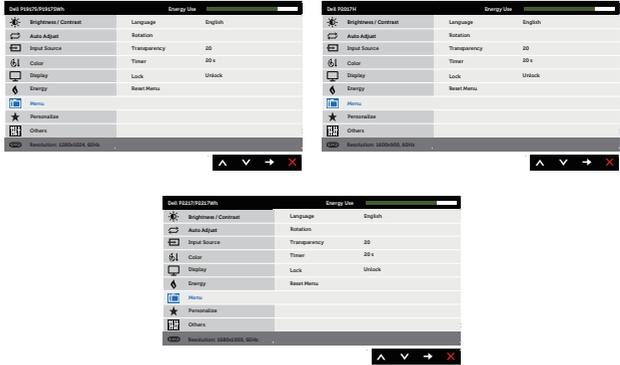 Dell P1917S/P1917SWh Energy Use
Brightness / Contrast Language English
Auto Adjust Rotation
Input Source Transparency 20
Color Timer 20 s
Display Lock Unlock
Energy Reset Menu
Menu
Personalize
Others
Resolution: 1280x1024, 60Hz
Dell P2017H Energy Use
Brightness / Contrast Language English
Auto Adjust Rotation
Input Source Transparency 20
Color Timer 20 s
Display Lock Unlock
Energy Reset Menu
Menu
Personalize
Others
Resolution: 1600x900, 60Hz
Dell P2217/P2217Wh Energy Use
Brightness / Contrast Language English
Auto Adjust Rotation
Input Source Transparency 20
Color Timer 20 s
Display Lock Unlock
Energy Reset Menu
Menu
Personalize
Others
Resolution: 1680x1050, 60Hz